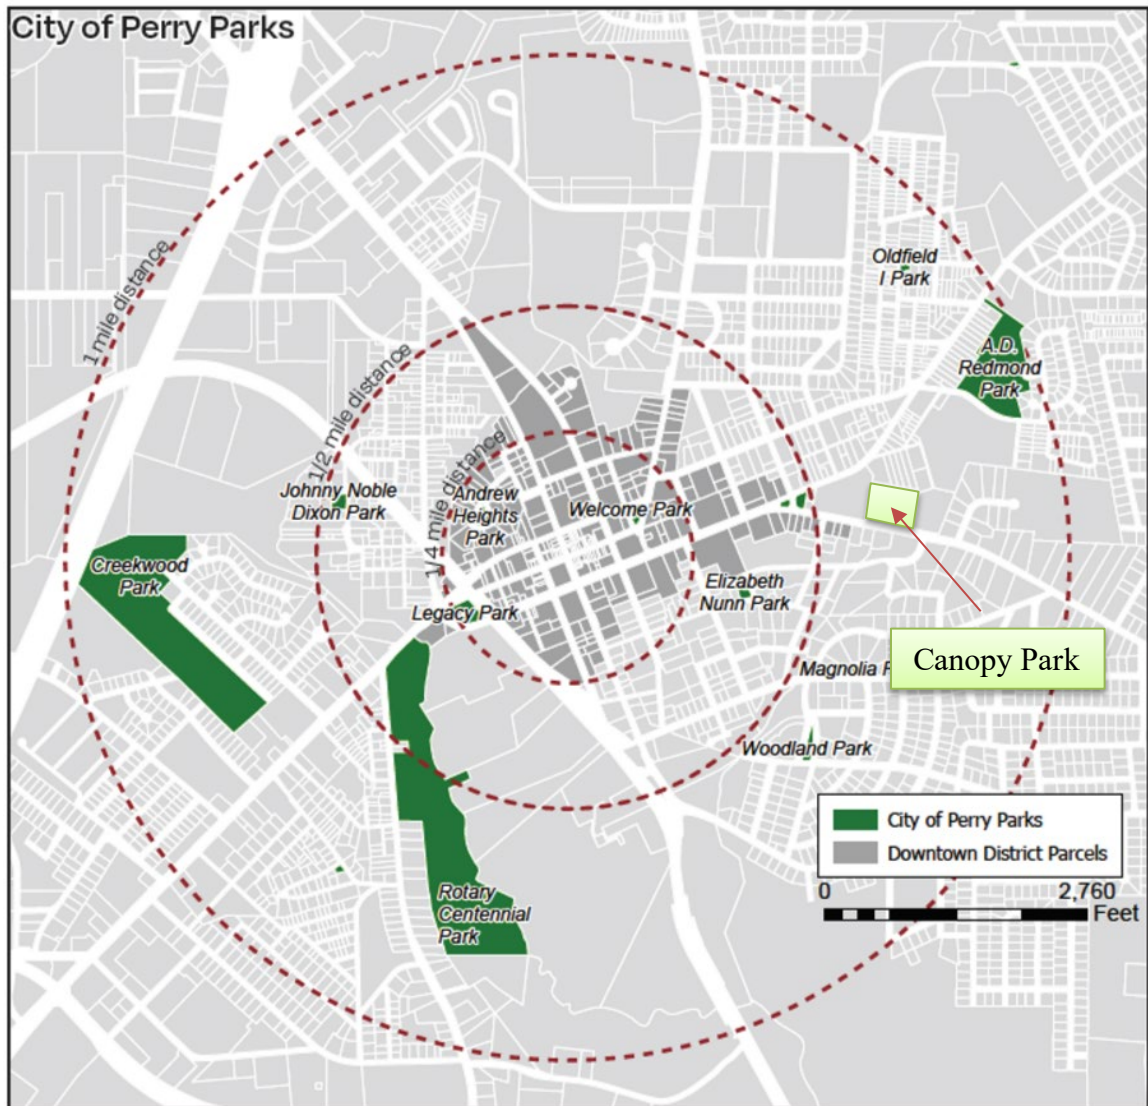 City of Perry Parks
1 mile distance
1/2 mile distance
1/4 mile distance
Oldfield
I Park
A.D.
Redmond
Park
Johnny Noble
Dixon Park
Andrew
Heights
Park
Welcome Park
Creekwood
Park
Legacy Park
Elizabeth
Nunn Park
Canopy Park
Magnolia
Woodland Park
Rotary
Centennial
Park
City of Perry Parks
Downtown District Parcels
0 2,760
Feet